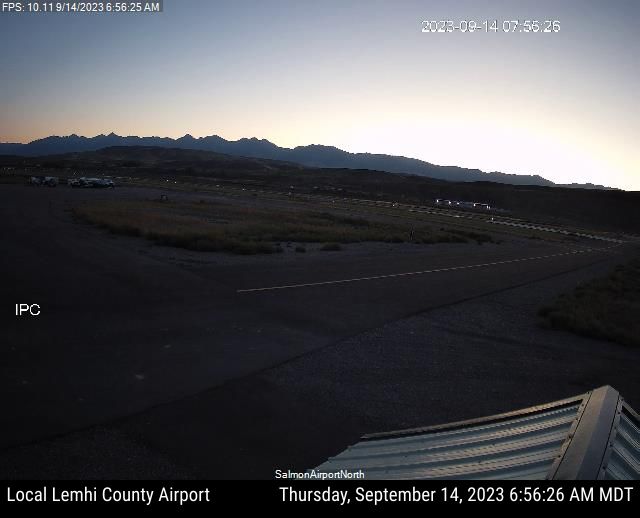 FPS: 10.11 9/14/2023 6:56:25 AM
2023-09-14 07:56:26
IPC
SalmonAirportNorth
Local Lemhi County Airport Thursday, September 14, 2023 6:56:26 AM MDT